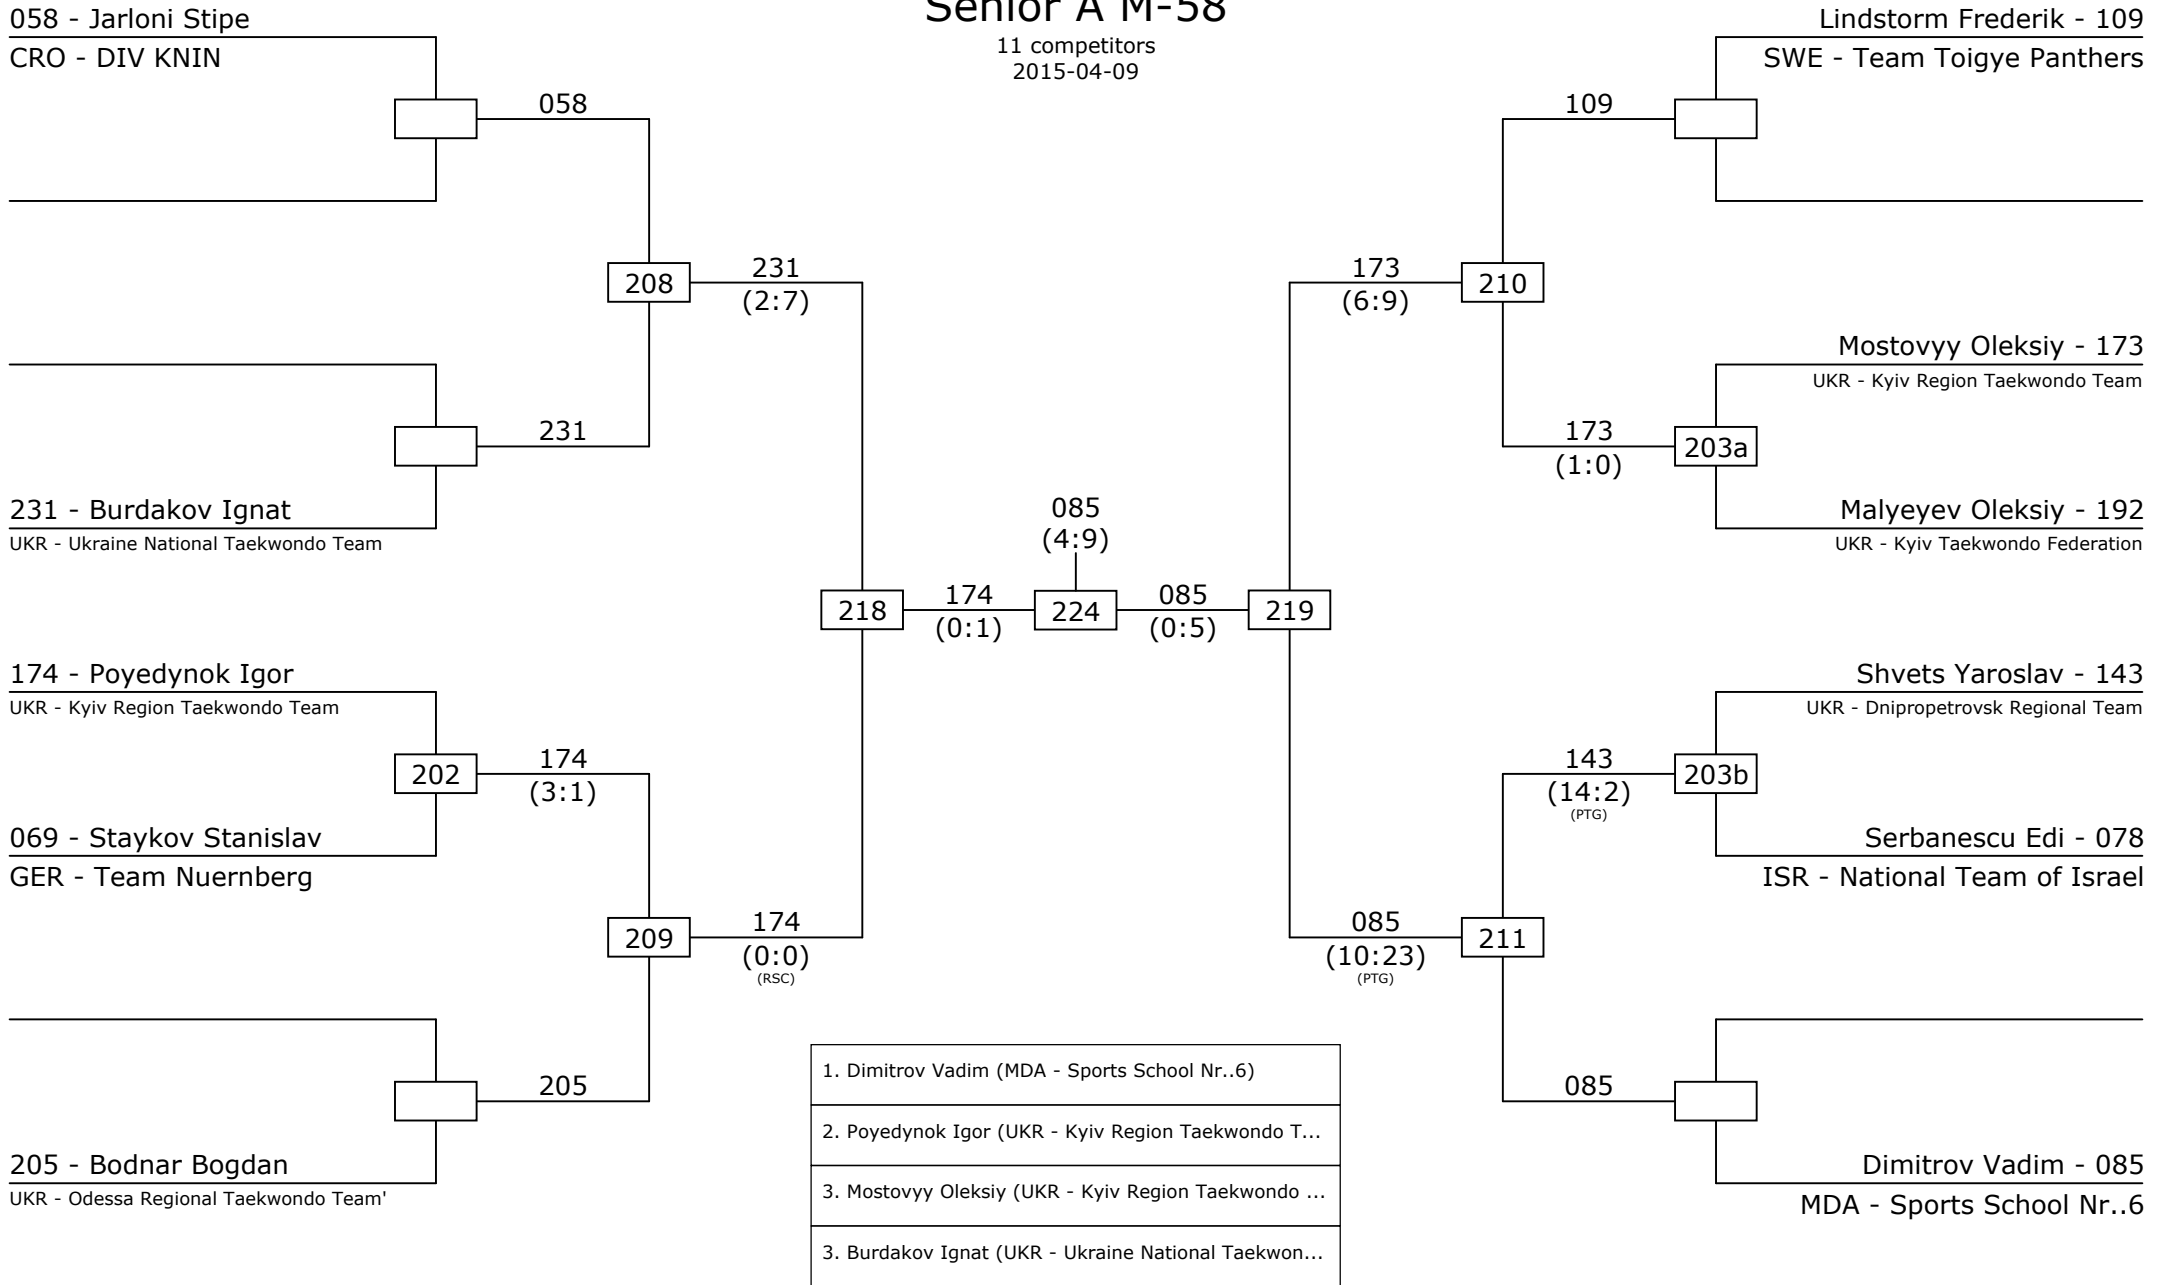 Senior A M-58
11 competitors
2015-04-09
058 - Jarloni Stipe
CRO - DIV KNIN
058
208
231
(2:7)
231
231 - Burdakov Ignat
UKR - Ukraine National Taekwondo Team
174 - Poyedynok Igor
UKR - Kyiv Region Taekwondo Team
202
174
(3:1)
069 - Staykov Stanislav
GER - Team Nuernberg
209
174
(0:0)
(RSC)
205
205 - Bodnar Bogdan
UKR - Odessa Regional Taekwondo Team'
218
174
(0:1)
085
(4:9)
224
085
(0:5)
219
Lindstorm Frederik - 109
SWE - Team Toigye Panthers
109
173
(6:9)
210
Mostovyy Oleksiy - 173
UKR - Kyiv Region Taekwondo Team
173
(1:0)
203a
Malyeyev Oleksiy - 192
UKR - Kyiv Taekwondo Federation
Shvets Yaroslav - 143
UKR - Dnipropetrovsk Regional Team
143
(14:2)
(PTG)
203b
Serbanescu Edi - 078
ISR - National Team of Israel
085
(10:23)
(PTG)
211
085
Dimitrov Vadim - 085
MDA - Sports School Nr..6
1. Dimitrov Vadim (MDA - Sports School Nr..6)
2. Poyedynok Igor (UKR - Kyiv Region Taekwondo T...
3. Mostovyy Oleksiy (UKR - Kyiv Region Taekwondo ...
3. Burdakov Ignat (UKR - Ukraine National Taekwon...